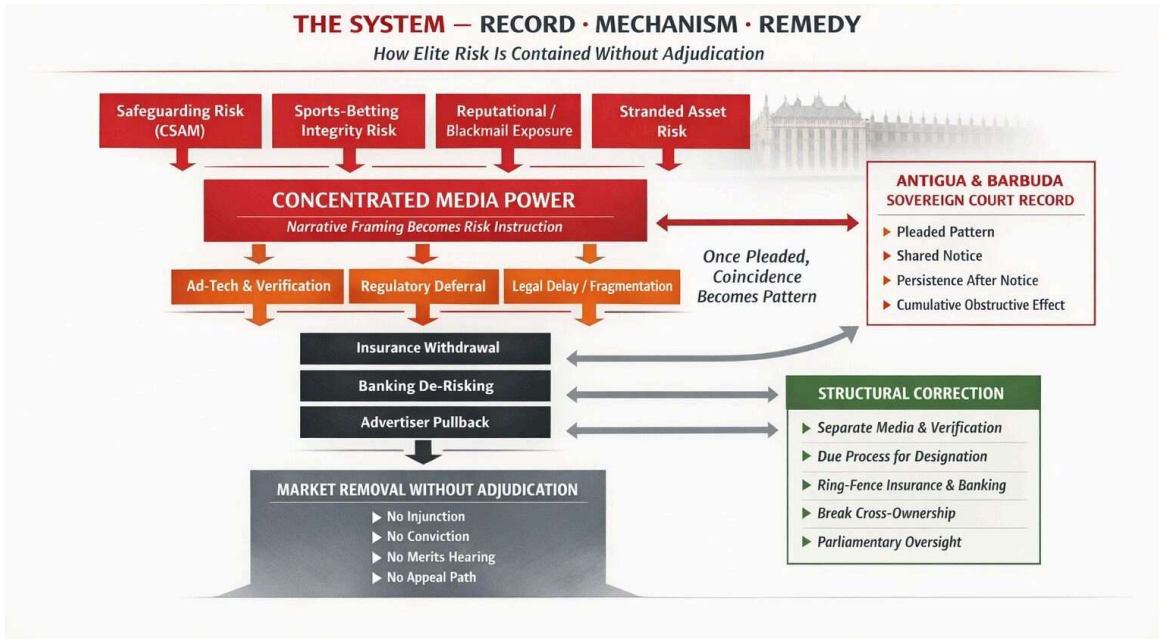 THE SYSTEM — RECORD · MECHANISM · REMEDY
How Elite Risk Is Contained Without Adjudication
Safeguarding Risk
(CSAM)
Sports-Betting
Integrity Risk
Reputational /
Blackmail Exposure
Stranded Asset
Risk
CONCENTRATED MEDIA POWER
Narrative Framing Becomes Risk Instruction
Ad-Tech & Verification
Regulatory Deferral
Legal Delay / Fragmentation
Once Pleaded,
Coincidence
Becomes Pattern
ANTIGUA & BARBUDA
SOVEREIGN COURT RECORD
Pleaded Pattern
Shared Notice
Persistence After Notice
Cumulative Obstructive Effect
Insurance Withdrawal
Banking De-Risking
Advertiser Pullback
STRUCTURAL CORRECTION
Separate Media & Verification
Due Process for Designation
Ring-Fence Insurance & Banking
Break Cross-Ownership
Parliamentary Oversight
MARKET REMOVAL WITHOUT ADJUDICATION
No Injunction
No Conviction
No Merits Hearing
No Appeal Path